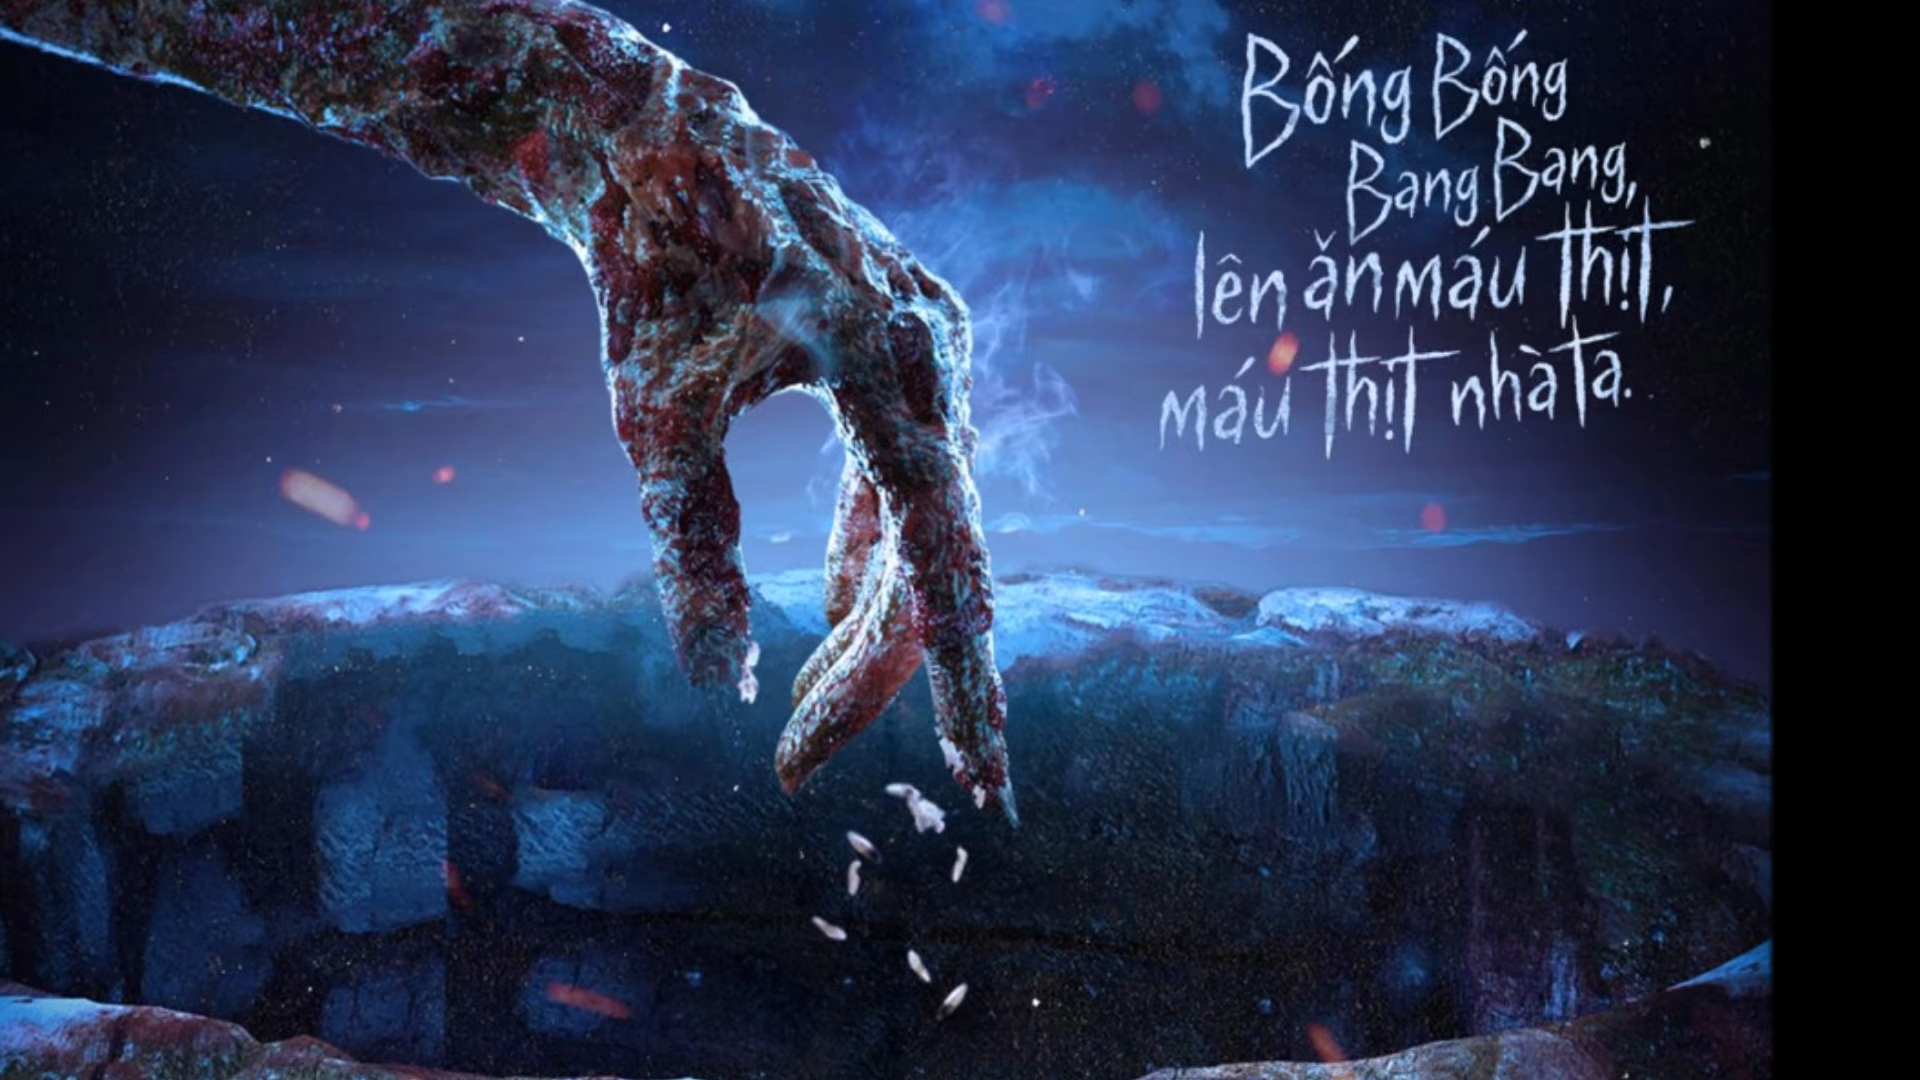 Bống Bống
Bang Bang,
lên ăn máu thịt,
máu thịt nhà ta.